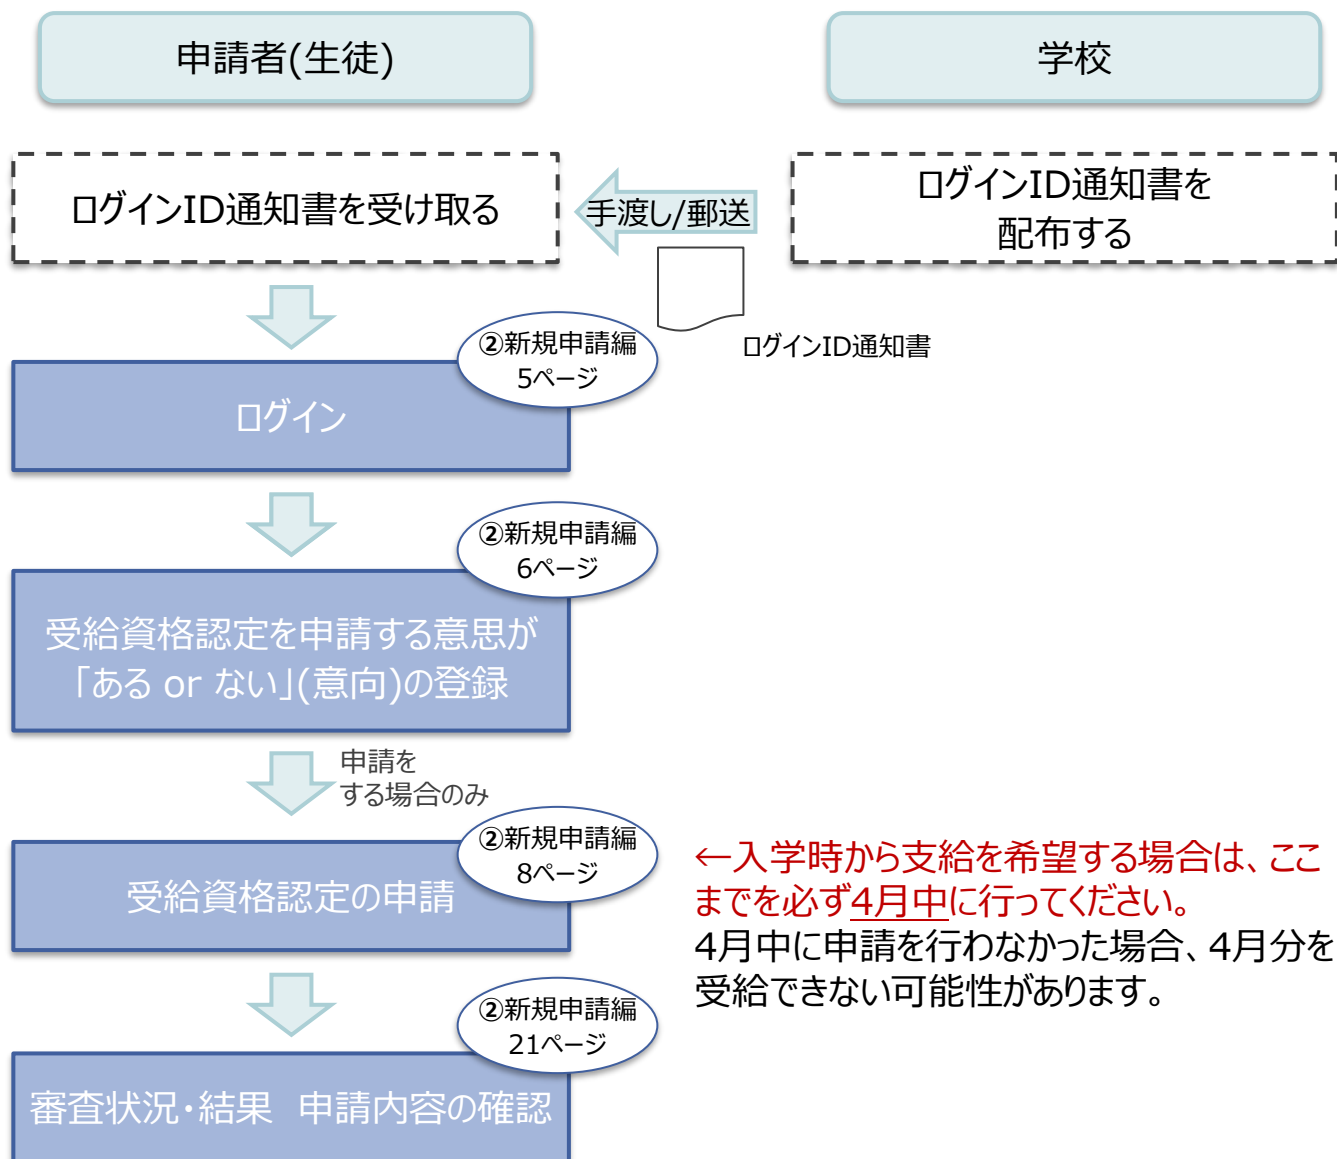 申請者(生徒)
学校
ログインID通知書を受け取る
手渡し/郵送
ログインID通知書を
配布する
ログインID通知書
②新規申請編
5ページ
ログイン
②新規申請編
6ページ
受給資格認定を申請する意思が
「ある or ない」(意向)の登録
申請を
する場合のみ
②新規申請編
8ページ
受給資格認定の申請
←入学時から支給を希望する場合は、ここ
までを必ず4月中に行ってください。
4月中に申請を行わなかった場合、4月分を
受給できない可能性があります。
②新規申請編
21ページ
審査状況・結果　申請内容の確認